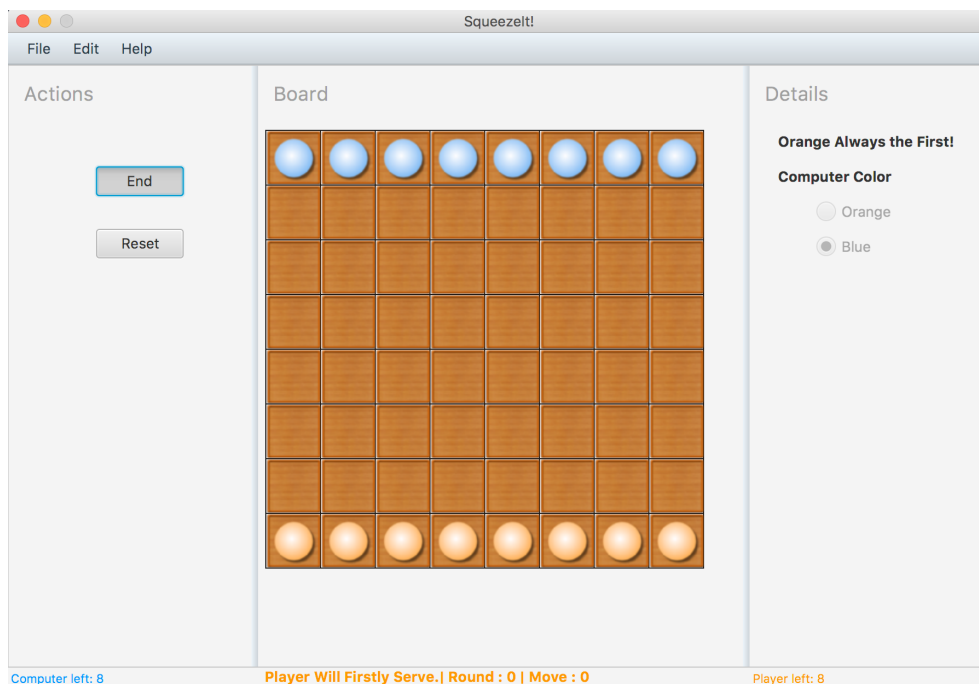 SqueezeIt!
File Edit Help
Actions
Board
Details
End
Reset
Orange Always the First!
Computer Color
Orange
Blue
Computer left: 8
Player Will Firstly Serve.| Round : 0 | Move : 0
Player left: 8